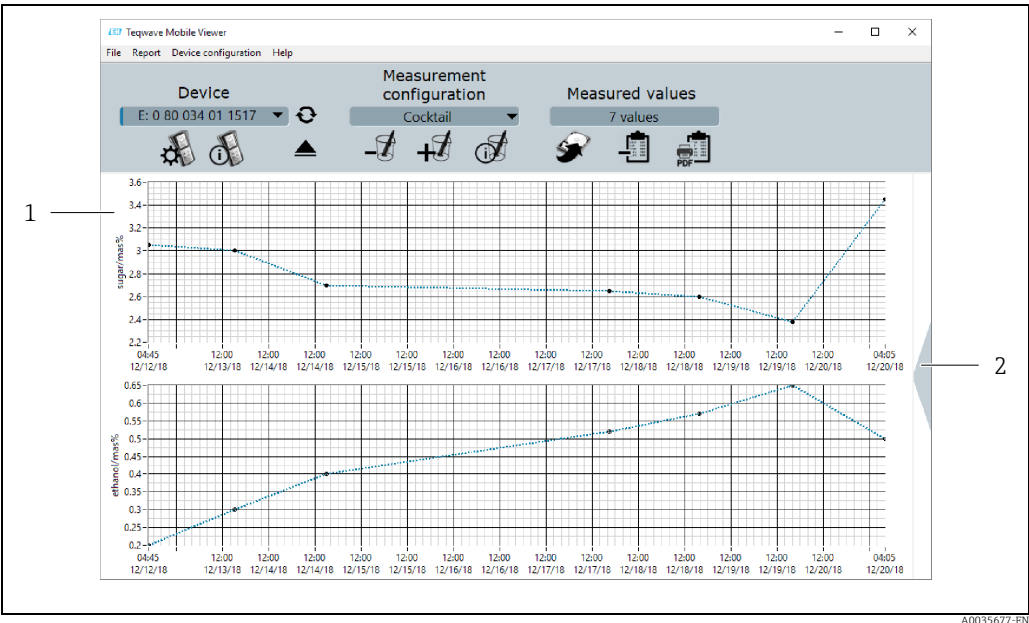 Teqwave Mobile Viewer
File Report Device configuration Help
Device
Measurement
configuration
Measured values
E: 0 80 034 01 1517
Cocktail
7 values
PDF
1
3.6
3.4
3.2
3
2.8
2.6
2.4
2.2
sugar/mas%
04:45 12:00 12:00 12:00 12:00 12:00 12:00 12:00 12:00 12:00 12:00 12:00 12:00 12:00 12:00 04:05
12/12/18 12/13/18 12/14/18 12/14/18 12/15/18 12/15/18 12/16/18 12/16/18 12/17/18 12/17/18 12/18/18 12/18/18 12/19/18 12/19/18 12/20/18 12/20/18
2
0.65
0.6
0.55
0.5
0.45
0.4
0.35
0.3
0.25
0.2
ethanol/mas%
04:45 12:00 12:00 12:00 12:00 12:00 12:00 12:00 12:00 12:00 12:00 12:00 12:00 12:00 12:00 04:05
12/12/18 12/13/18 12/14/18 12/14/18 12/15/18 12/15/18 12/16/18 12/16/18 12/17/18 12/17/18 12/18/18 12/18/18 12/19/18 12/19/18 12/20/18 12/20/18
A0035677-EN